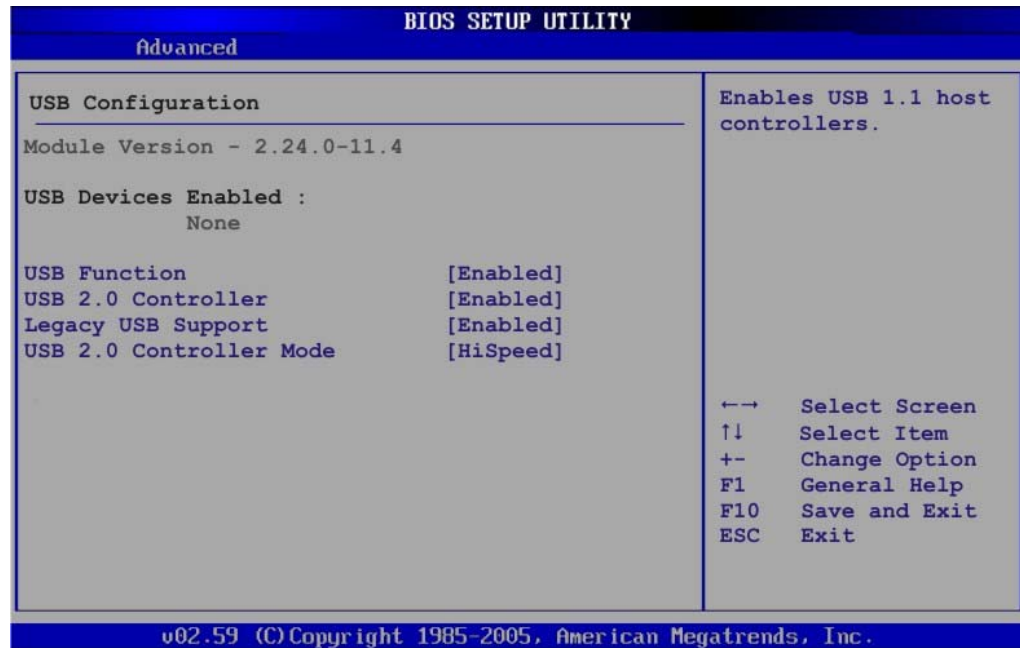 BIOS SETUP UTILITY
Advanced
USB Configuration
Module Version - 2.24.0-11.4
USB Devices Enabled :
None
USB Function [Enabled]
USB 2.0 Controller [Enabled]
Legacy USB Support [Enabled]
USB 2.0 Controller Mode [HiSpeed]
Enables USB 1.1 host
controllers.
←→ Select Screen
↑↓ Select Item
+- Change Option
F1 General Help
F10 Save and Exit
ESC Exit
v02.59 (C)Copyright 1985-2005, American Megatrends, Inc.